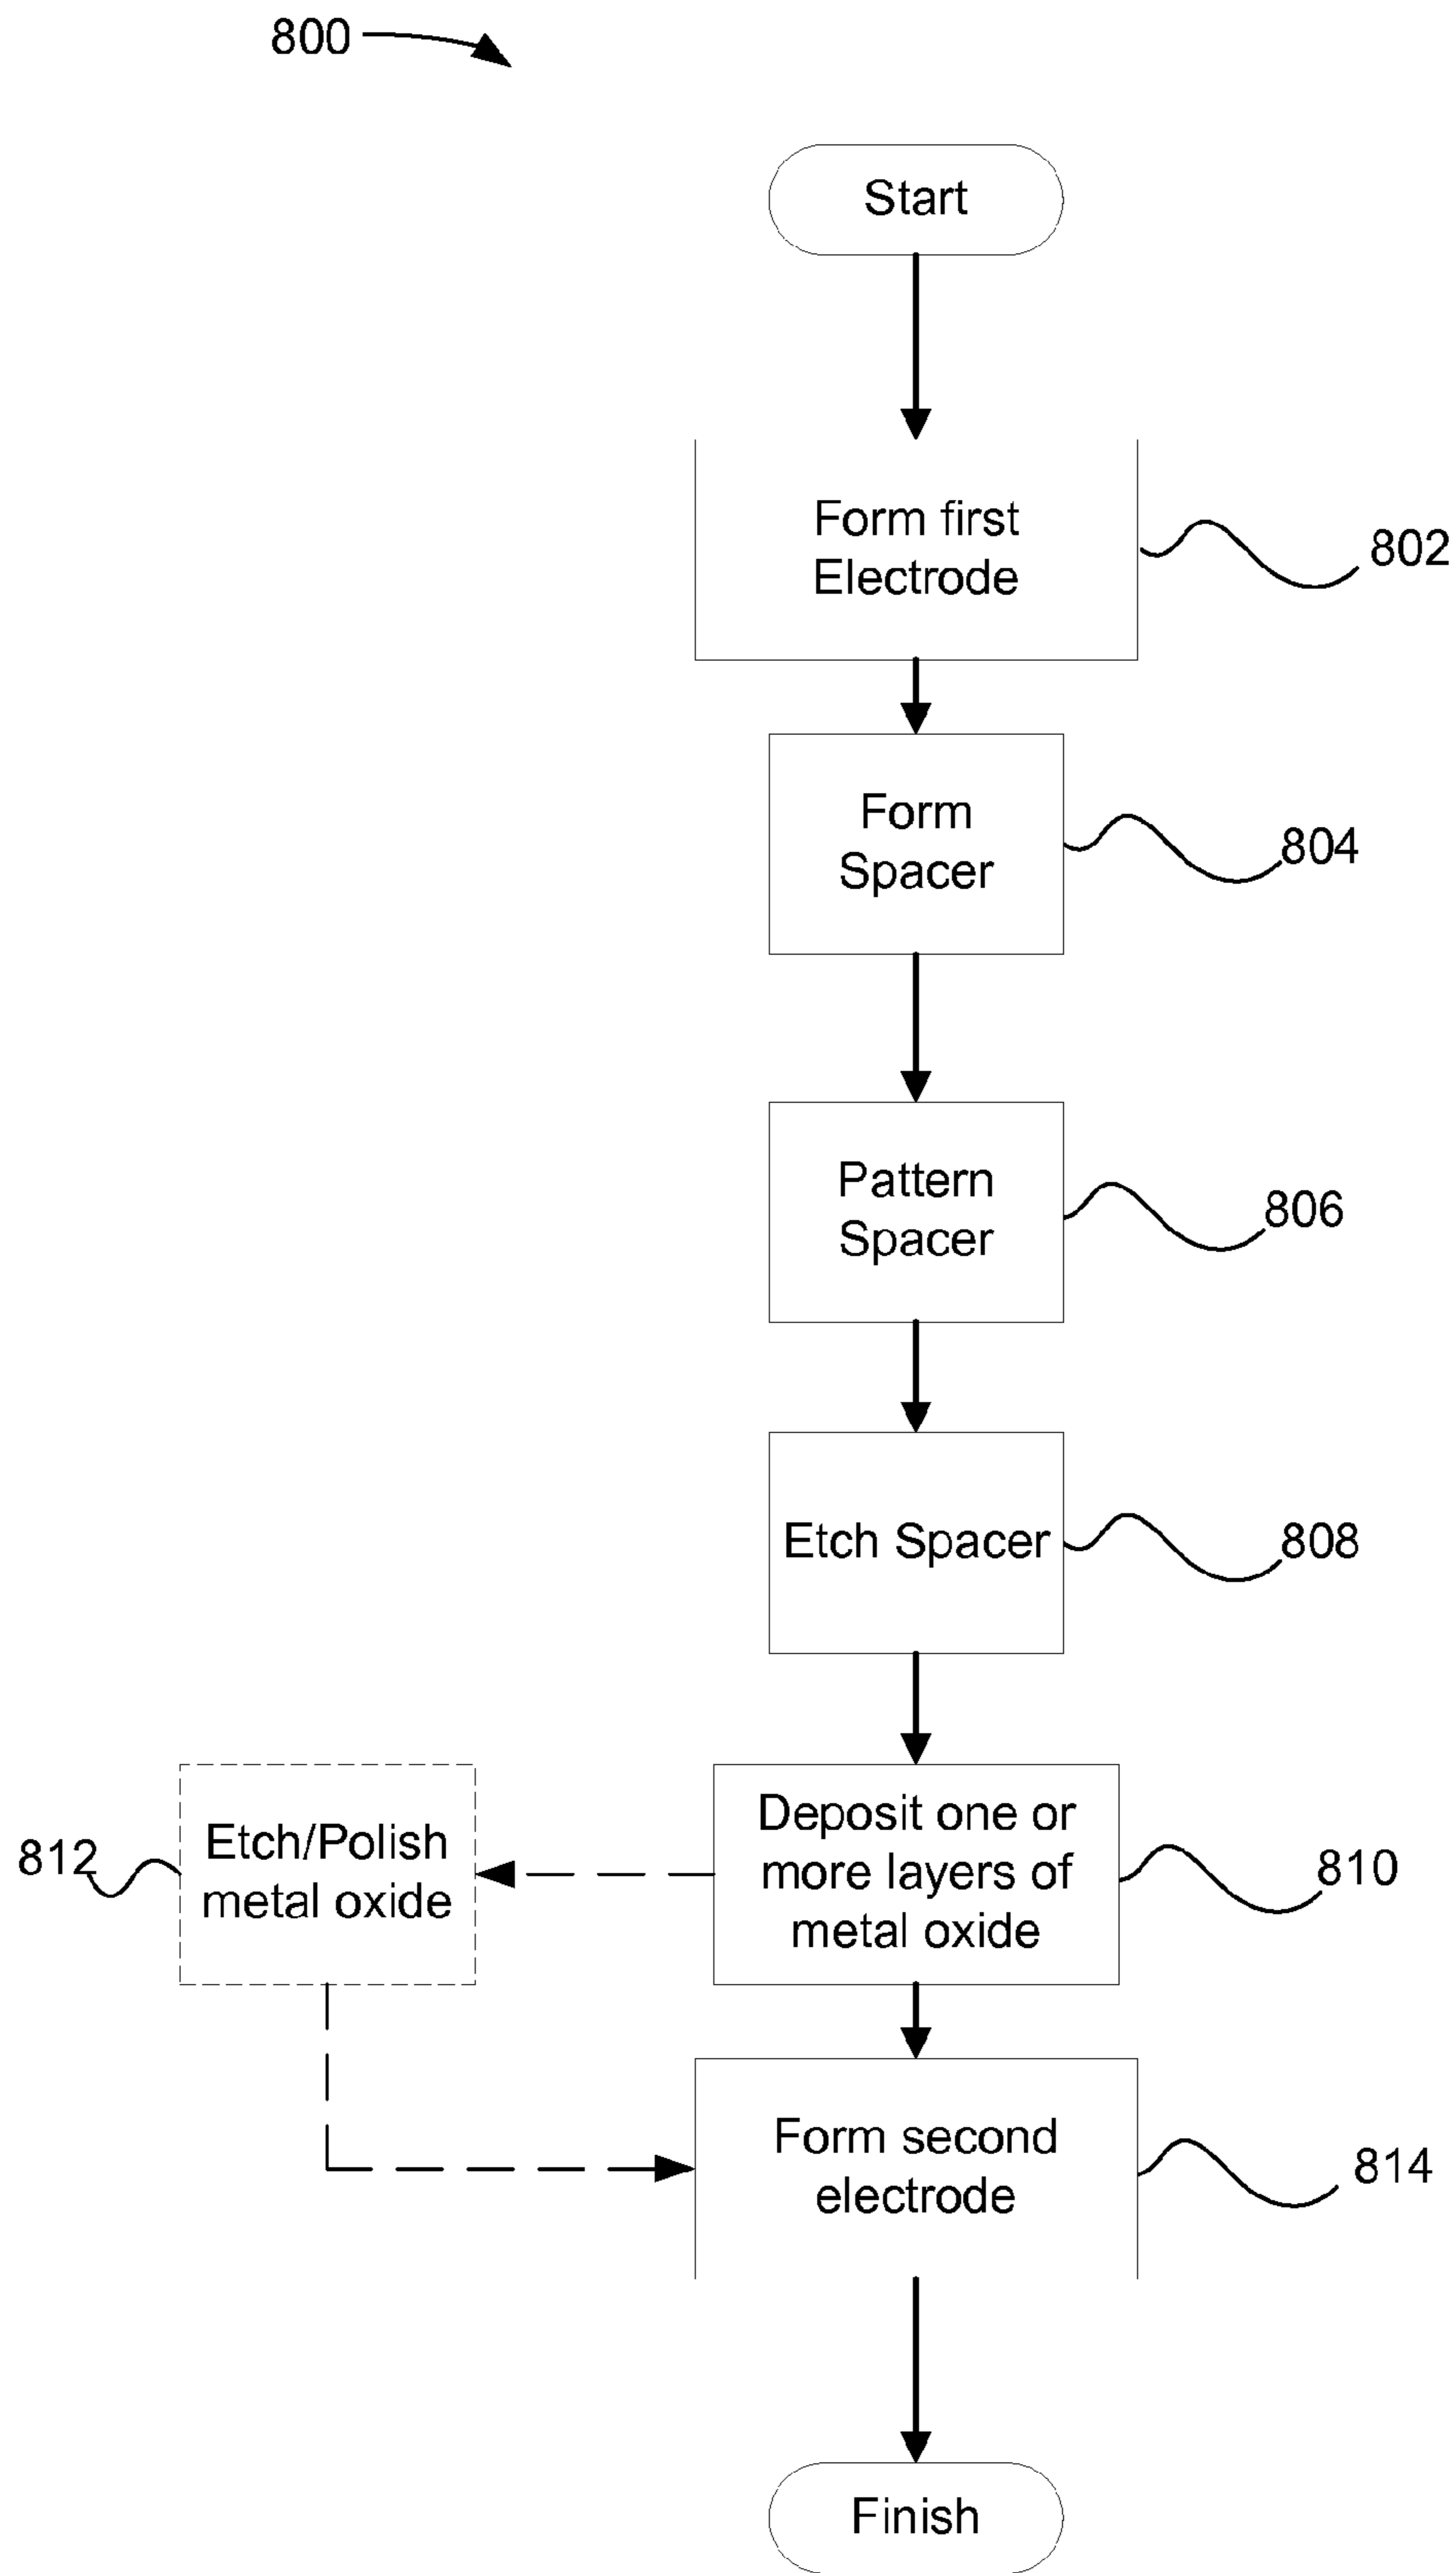 800
Start
Form first
Electrode
802
Form
Spacer
804
Pattern
Spacer
806
Etch Spacer
808
Deposit one or
more layers of
metal oxide
810
Etch/Polish
metal oxide
812
Form second
electrode
814
Finish